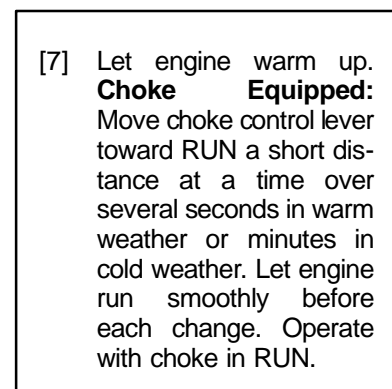 [7] Let engine warm up.
Choke Equipped:
Move choke control lever
toward RUN a short dis-
tance at a time over
several seconds in warm
weather or minutes in
cold weather. Let engine
run smoothly before
each change. Operate
with choke in RUN.